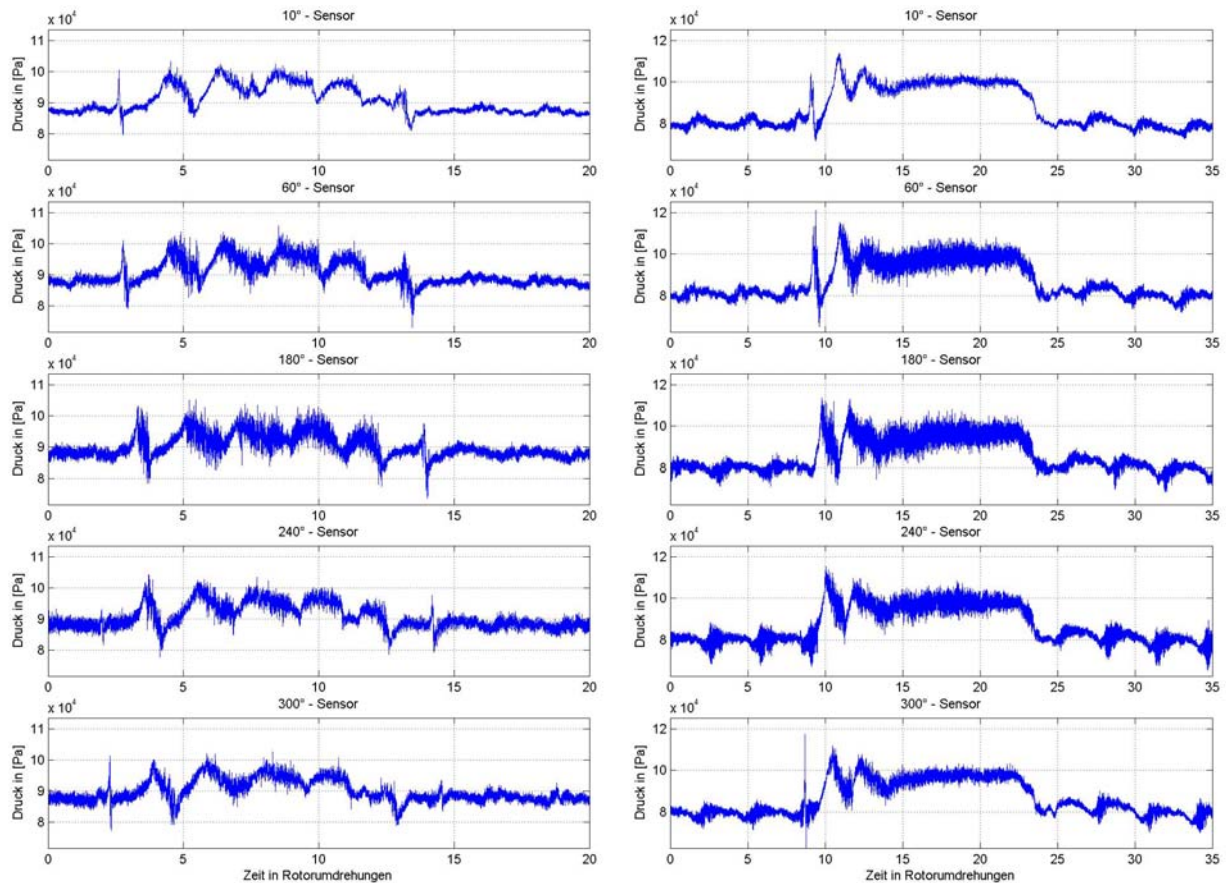 10° - Sensor
x 10⁴
Druck in [Pa]
11
10
9
8
0 5 10 15 20
60° - Sensor
x 10⁴
Druck in [Pa]
11
10
9
8
0 5 10 15 20
180° - Sensor
x 10⁴
Druck in [Pa]
11
10
9
8
0 5 10 15 20
240° - Sensor
x 10⁴
Druck in [Pa]
11
10
9
8
0 5 10 15 20
300° - Sensor
x 10⁴
Druck in [Pa]
11
10
9
8
0 5 10 15 20
Zeit in Rotorumdrehungen
10° - Sensor
x 10⁴
Druck in [Pa]
12
10
8
0 5 10 15 20 25 30 35
60° - Sensor
x 10⁴
Druck in [Pa]
12
10
8
0 5 10 15 20 25 30 35
180° - Sensor
x 10⁴
Druck in [Pa]
12
10
8
0 5 10 15 20 25 30 35
240° - Sensor
x 10⁴
Druck in [Pa]
12
10
8
0 5 10 15 20 25 30 35
300° - Sensor
x 10⁴
Druck in [Pa]
12
10
8
0 5 10 15 20 25 30 35
Zeit in Rotorumdrehungen